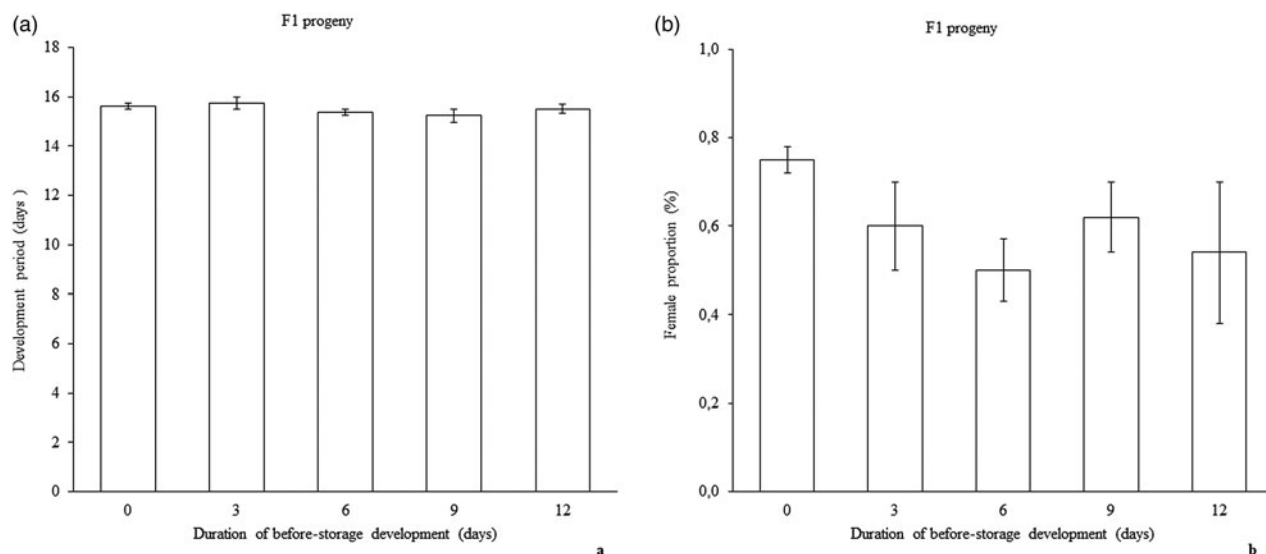 (a)
F1 progeny
18
16
14
12
10
8
6
4
2
0
Development period (days )
0 3 6 9 12
Duration of before-storage development (days)
a
(b)
F1 progeny
1,0
0,8
0,6
0,4
0,2
0,0
Female proportion (%)
0 3 6 9 12
Duration of before-storage development (days)
b